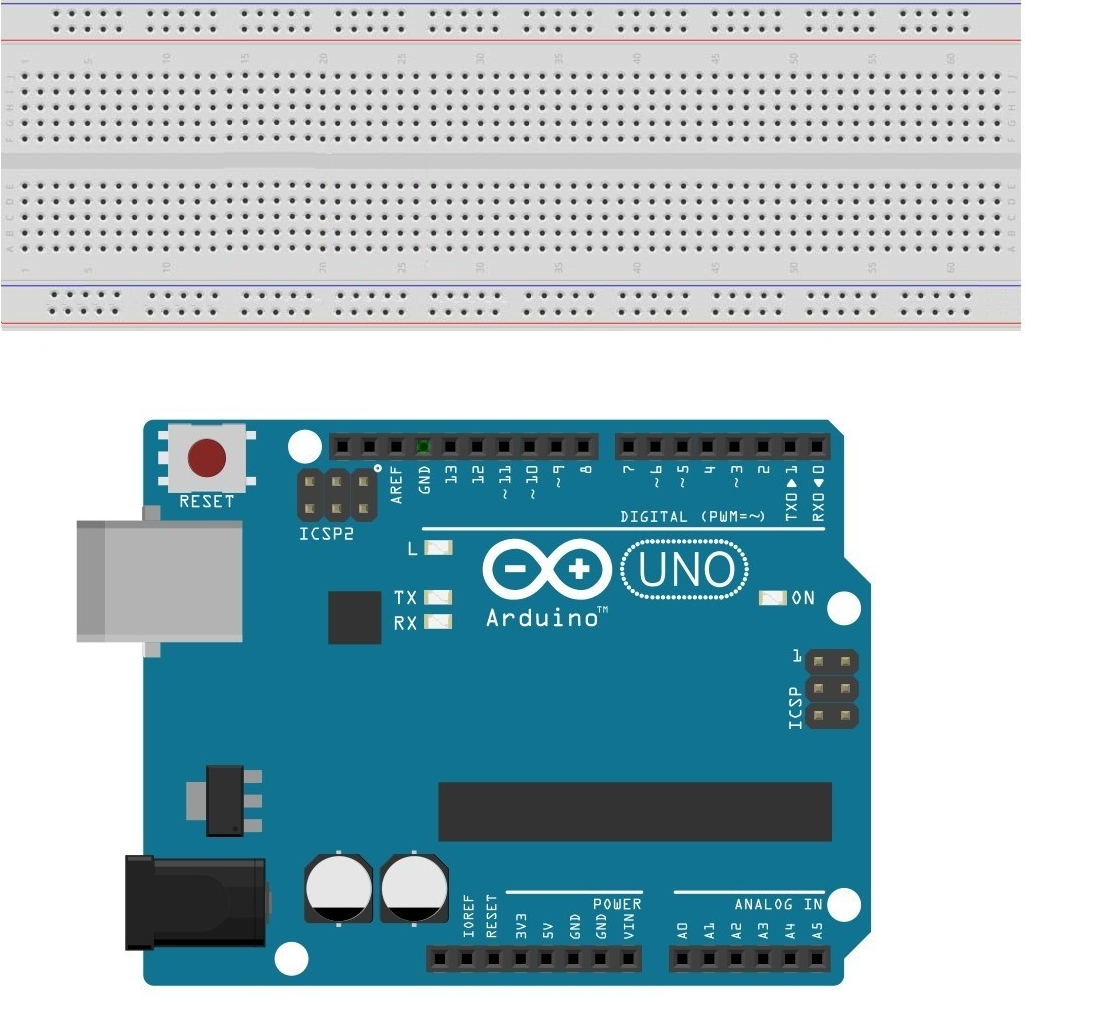 1 5 10 15 20 25 30 35 40 45 50 55 60
J J
I I
H H
G G
F F
E E
D D
C C
B B
A A
1 5 10 20 25 30 35 40 45 50 55 60
RESET
AREF GND 13 12 ~11 ~10 ~9 8 7 ~6 ~5 4 ~3 2 TX0▶1 RX0◀0
DIGITAL (PWM=~)
ICSP2
L
TX
RX
UNO
ON
Arduino™
1
ICSP
POWER
ANALOG IN
IOREF RESET 3V3 5V GND GND VIN A0 A1 A2 A3 A4 A5